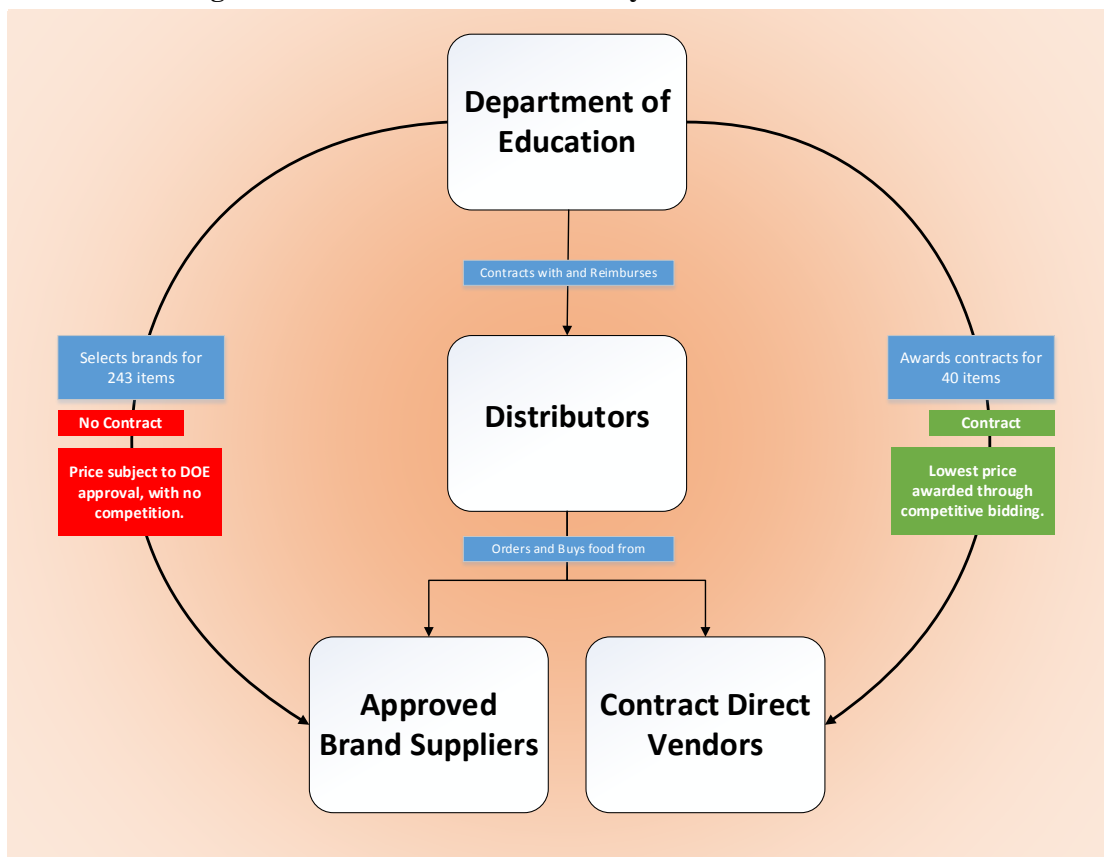 Department of
Education
Contracts with and Reimburses
Selects brands for
243 items
No Contract
Price subject to DOE
approval, with no
competition.
Distributors
Awards contracts for
40 items
Contract
Lowest price
awarded through
competitive bidding.
Orders and Buys food from
Approved
Brand Suppliers
Contract Direct
Vendors